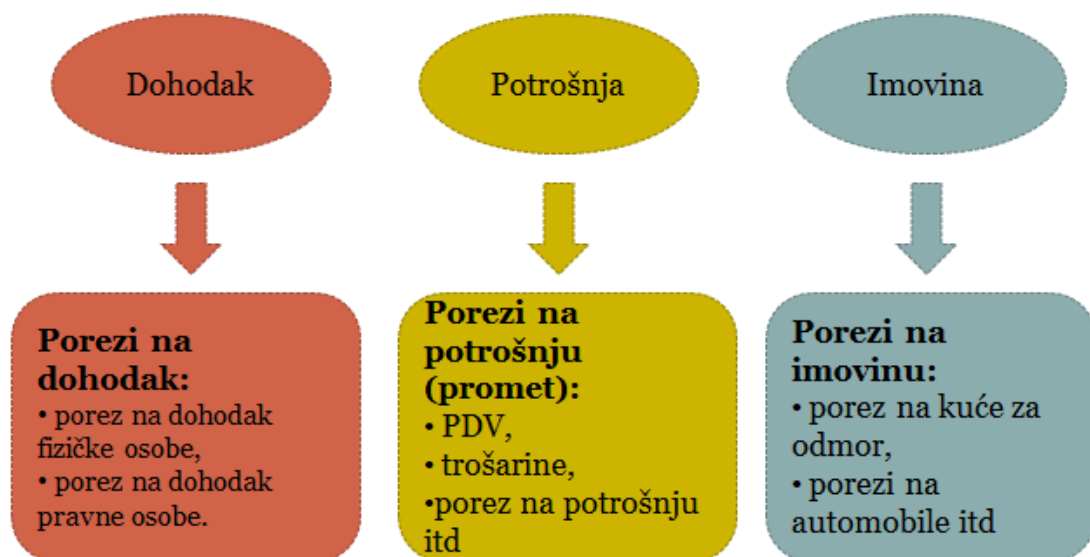 Dohodak
Potrošnja
Imovina
Porezi na
dohodak:
• porez na dohodak
fizičke osobe,
• porez na dohodak
pravne osobe.
Porezi na
potrošnju
(promet):
• PDV,
• trošarine,
•porez na potrošnju
itd
Porezi na
imovinu:
• porez na kuće za
odmor,
• porezi na
automobile itd